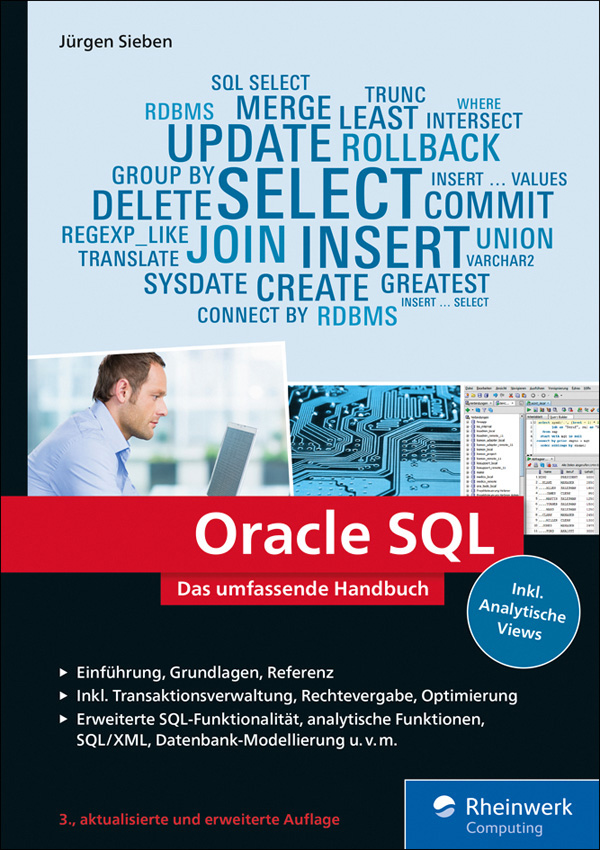 Jürgen Sieben
SQL SELECT
TRUNC
WHERE
RDBMS
MERGE
LEAST
INTERSECT
UPDATE
ROLLBACK
GROUP BY
SELECT
INSERT ... VALUES
DELETE
COMMIT
REGEXP_LIKE
JOIN
INSERT
UNION
TRANSLATE
VARCHAR2
SYSDATE
CREATE
GREATEST
INSERT ... SELECT
CONNECT BY
RDBMS
Oracle SQL
Das umfassende Handbuch
Inkl.
Analytische
Views
▸ Einführung, Grundlagen, Referenz
▸ Inkl. Transaktionsverwaltung, Rechtevergabe, Optimierung
▸ Erweiterte SQL-Funktionalität, analytische Funktionen,
SQL/XML, Datenbank-Modellierung u. v. m.
3., aktualisierte und erweiterte Auflage
Rheinwerk
Computing